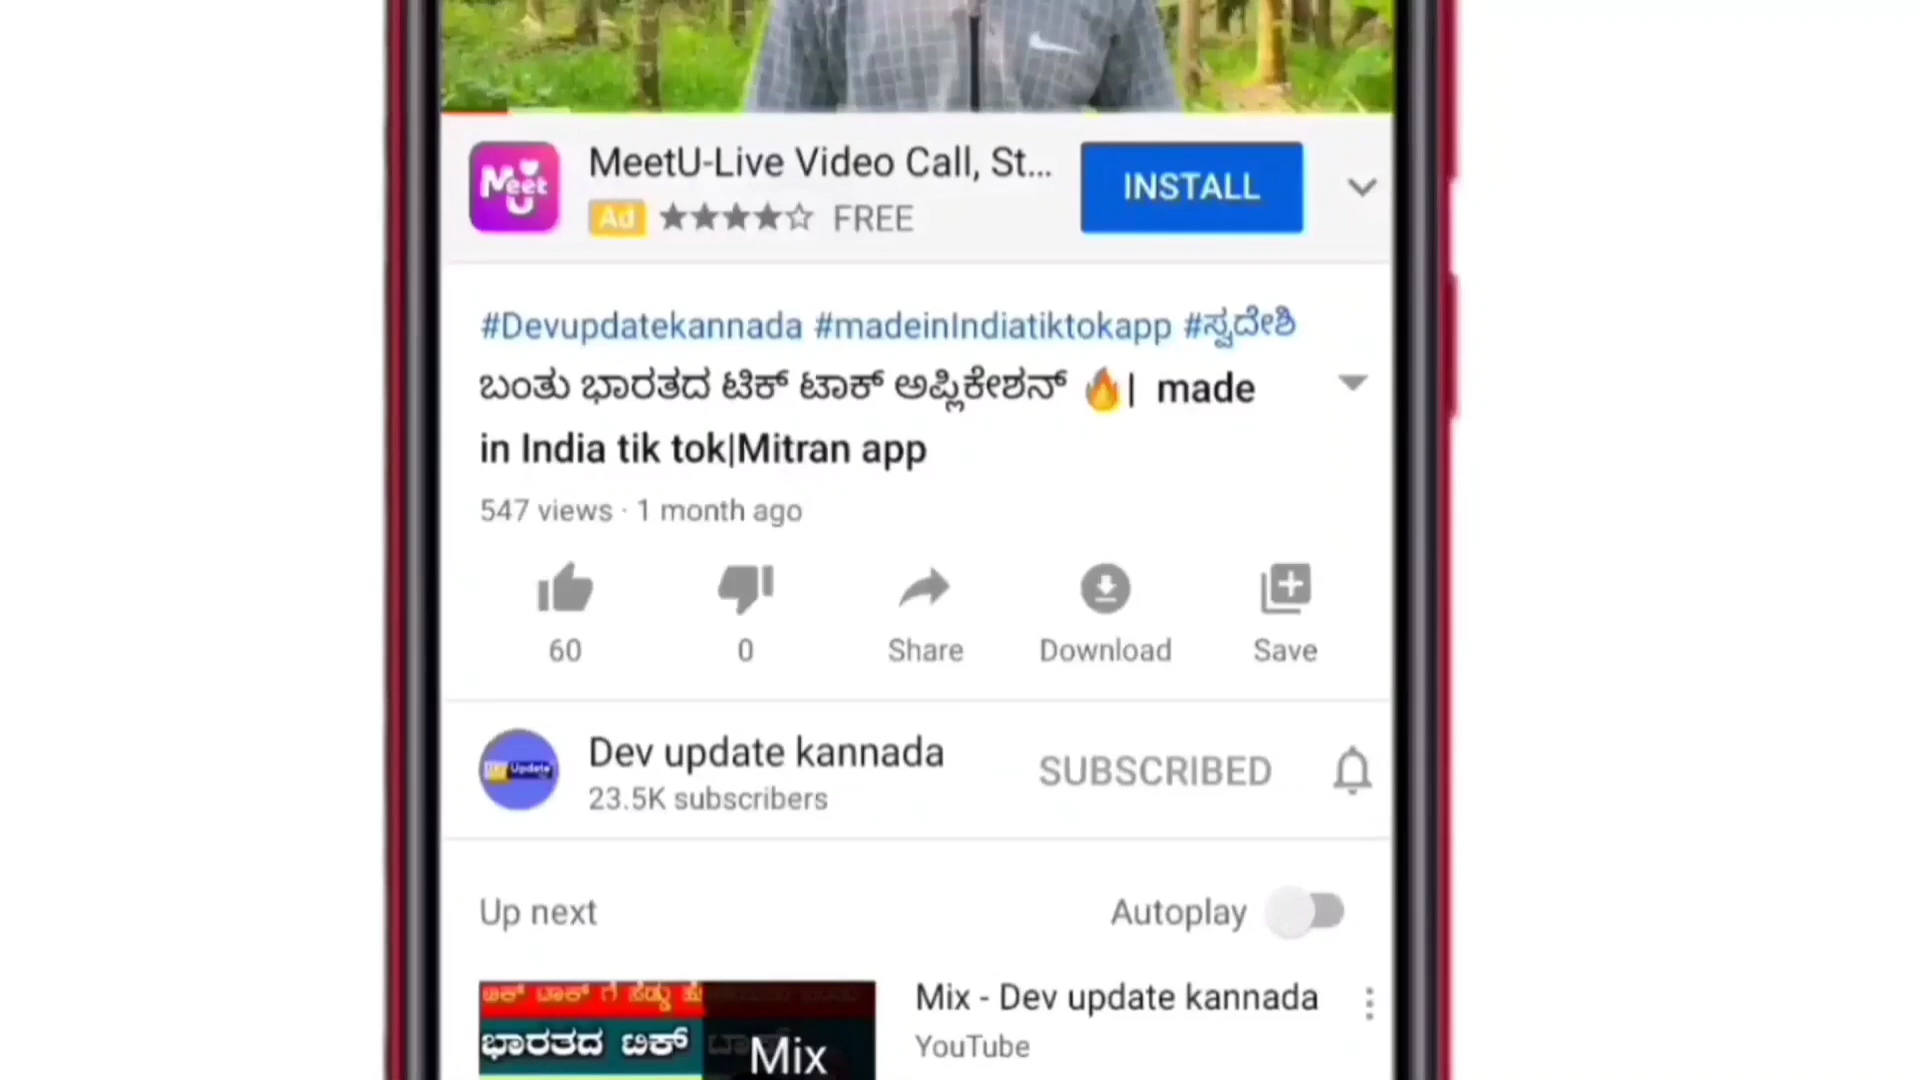 Meet
U
MeetU-Live Video Call, St...
INSTALL
Ad ★★★★☆ FREE
#Devupdatekannada #madeinIndiatiktokapp #ಸ್ವದೇಶಿ
ಬಂತು ಭಾರತದ ಟಿಕ್ ಟಾಕ್ ಅಪ್ಲಿಕೇಶನ್ 🔥| made
in India tik tok|Mitran app
547 views · 1 month ago
60
0
Share
Download
Save
Update
Dev update kannada
23.5K subscribers
SUBSCRIBED
Up next
Autoplay
ಟಾಕ್ ಗೆ ಸೆಡ್ಡು
ಭಾರತದ ಟಿಕ್
Mix
Mix - Dev update kannada
YouTube